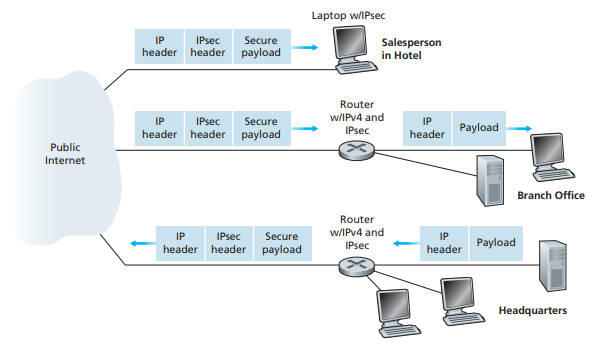 Laptop w/IPsec
IP header
IPsec header
Secure payload
Salesperson
in Hotel
Public
Internet
IP header
IPsec header
Secure payload
Router
w/IPv4 and
IPsec
IP header
Payload
Branch Office
IP header
IPsec header
Secure payload
Router
w/IPv4 and
IPsec
IP header
Payload
Headquarters